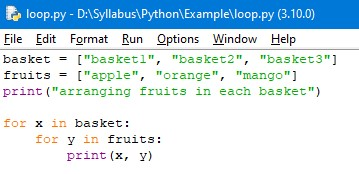 loop.py - D:\Syllabus\Python\Example\loop.py (3.10.0)
File Edit Format Run Options Window Help
basket = ["basket1", "basket2", "basket3"]
fruits = ["apple", "orange", "mango"]
print("arranging fruits in each basket")
for x in basket:
    for y in fruits:
        print(x, y)